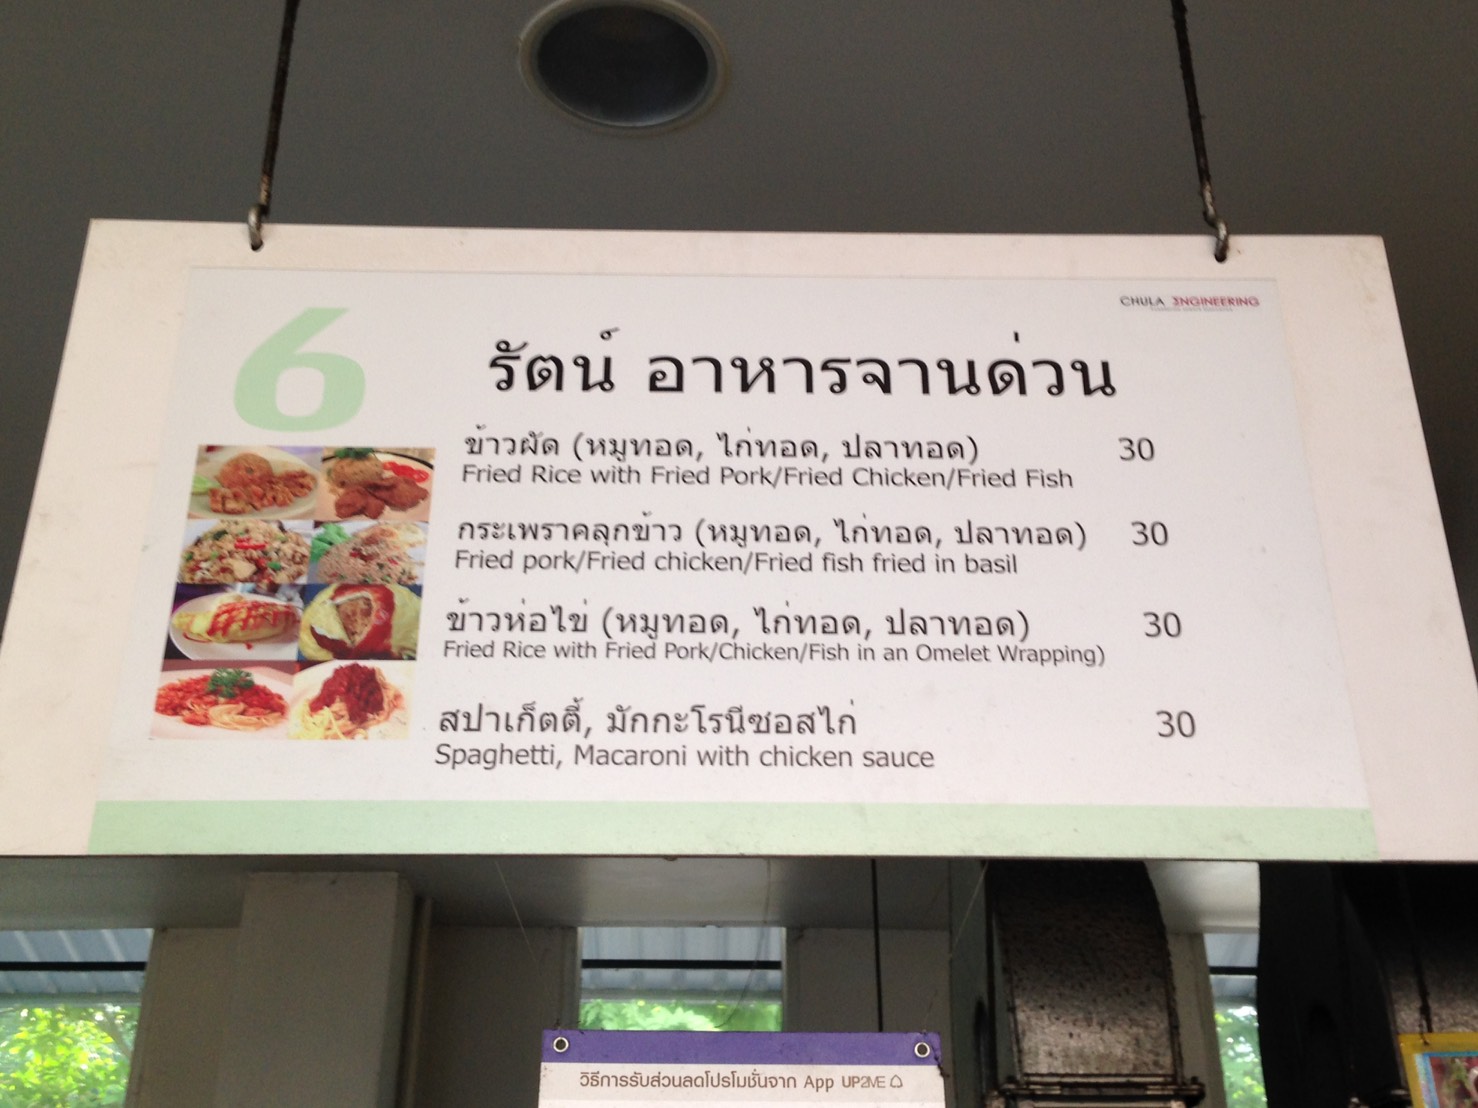 CHULA ENGINEERING
6
รัตน์ อาหารจานด่วน
ข้าวผัด (หมูทอด, ไก่ทอด, ปลาทอด) 30
Fried Rice with Fried Pork/Fried Chicken/Fried Fish
กระเพราคลุกข้าว (หมูทอด, ไก่ทอด, ปลาทอด) 30
Fried pork/Fried chicken/Fried fish fried in basil
ข้าวห่อไข่ (หมูทอด, ไก่ทอด, ปลาทอด) 30
Fried Rice with Fried Pork/Chicken/Fish in an Omelet Wrapping)
สปาเก็ตตี้, มักกะโรนีซอสไก่ 30
Spaghetti, Macaroni with chicken sauce
วิธีการรับส่วนลดโปรโมชั่นจาก App UP2ME